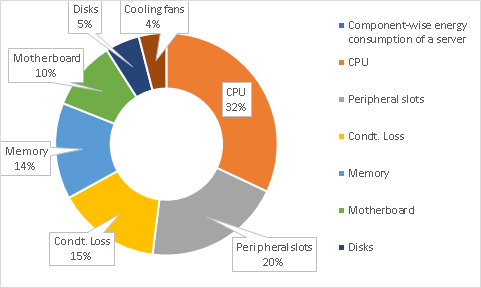 Disks
5%
Cooling fans
4%
Motherboard
10%
CPU
32%
Memory
14%
Condt. Loss
15%
Peripheral slots
20%
Component-wise energy
consumption of a server
CPU
Peripheral slots
Condt. Loss
Memory
Motherboard
Disks